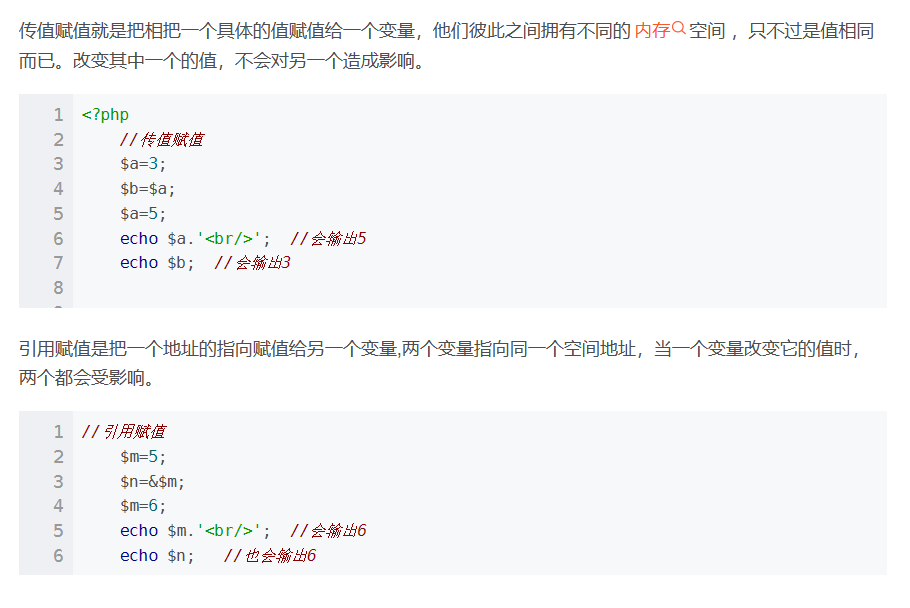 传值赋值就是把相把一个具体的值赋值给一个变量，他们彼此之间拥有不同的 内存 空间 ，只不过是值相同
而已。改变其中一个的值，不会对另一个造成影响。
1 <?php
2 //传值赋值
3 $a=3;
4 $b=$a;
5 $a=5;
6 echo $a.'<br/>';  //会输出5
7 echo $b;  //会输出3
8
引用赋值是把一个地址的指向赋值给另一个变量,两个变量指向同一个空间地址，当一个变量改变它的值时，
两个都会受影响。
1 //引用赋值
2 $m=5;
3 $n=&$m;
4 $m=6;
5 echo $m.'<br/>';  //会输出6
6 echo $n;   //也会输出6